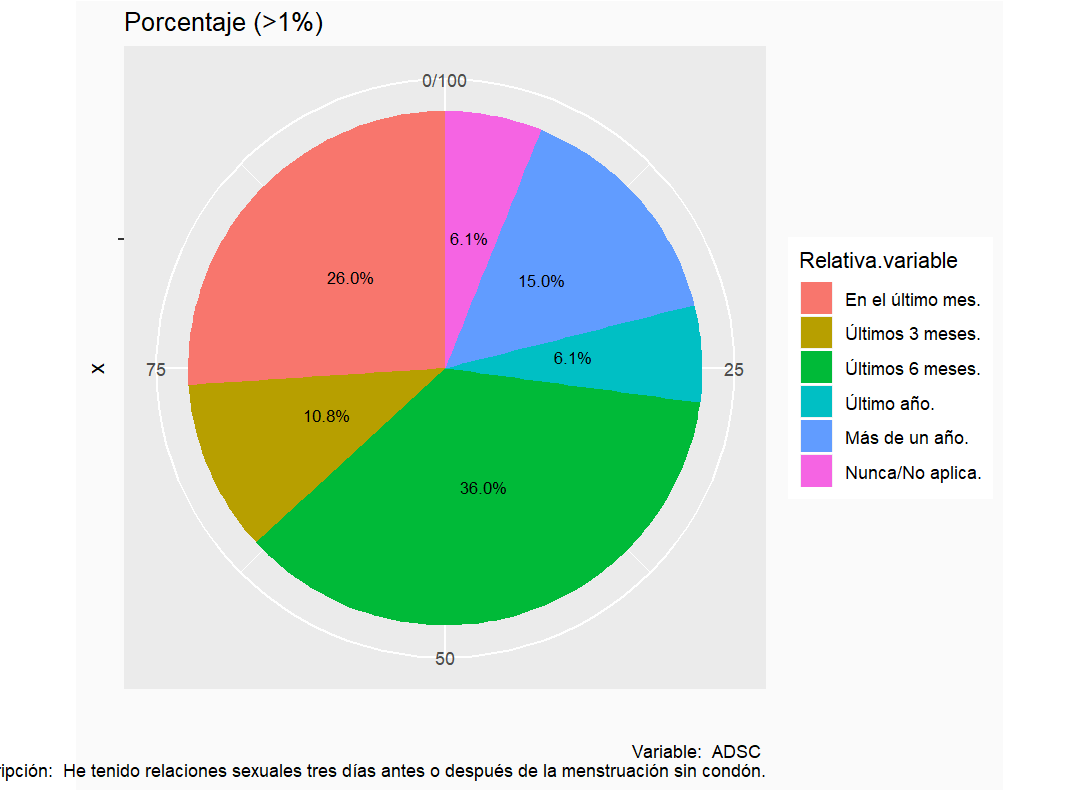 Porcentaje (>1%)
0/100
6.1%
15.0%
26.0%
6.1%
75
25
10.8%
36.0%
50
x
Relativa.variable
En el último mes.
Últimos 3 meses.
Últimos 6 meses.
Último año.
Más de un año.
Nunca/No aplica.
Variable:  ADSC
ripción:  He tenido relaciones sexuales tres días antes o después de la menstruación sin condón.